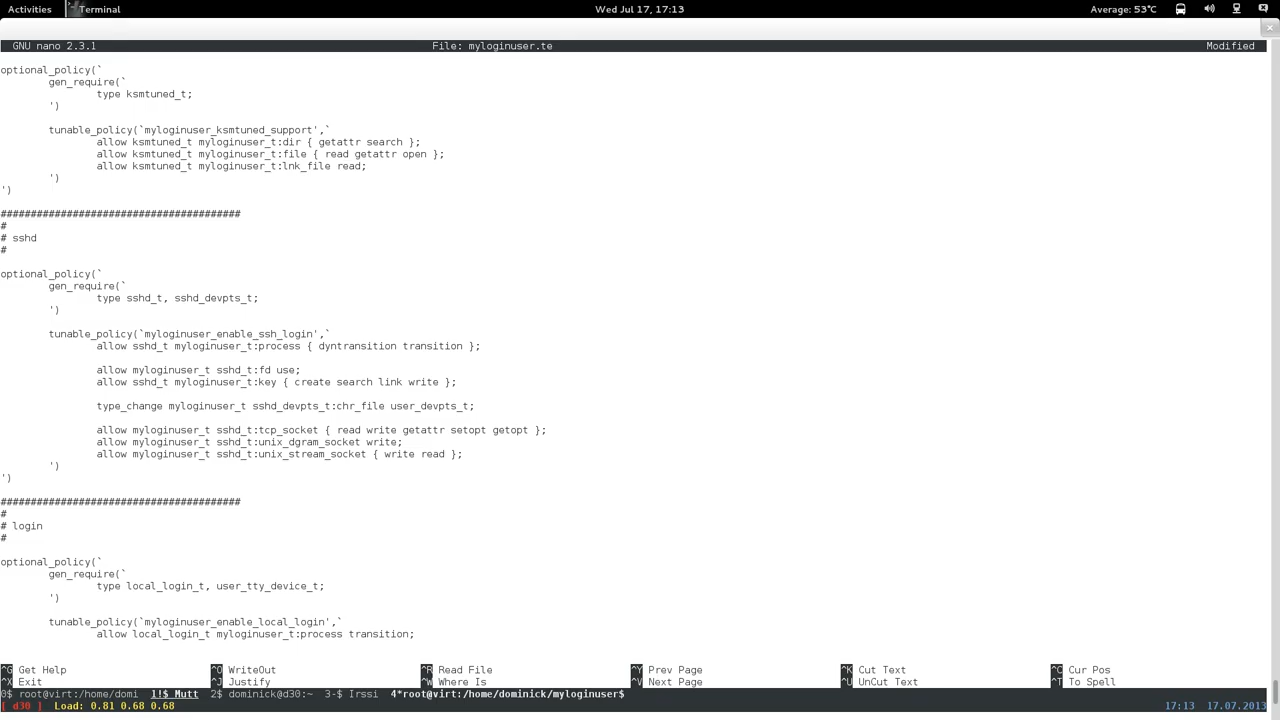 Activities Terminal Wed Jul 17, 17:13 Average: 53℃
GNU nano 2.3.1 File: myloginuser.te Modified
optional_policy(`
gen_require(`
type ksmtuned_t;
')
tunable_policy(`myloginuser_ksmtuned_support',`
allow ksmtuned_t myloginuser_t:dir { getattr search };
allow ksmtuned_t myloginuser_t:file { read getattr open };
allow ksmtuned_t myloginuser_t:lnk_file read;
')
')
########################################
#
# sshd
#
optional_policy(`
gen_require(`
type sshd_t, sshd_devpts_t;
')
tunable_policy(`myloginuser_enable_ssh_login',`
allow sshd_t myloginuser_t:process { dyntransition transition };
allow myloginuser_t sshd_t:fd use;
allow sshd_t myloginuser_t:key { create search link write };
type_change myloginuser_t sshd_devpts_t:chr_file user_devpts_t;
allow myloginuser_t sshd_t:tcp_socket { read write getattr setopt getopt };
allow myloginuser_t sshd_t:unix_dgram_socket write;
allow myloginuser_t sshd_t:unix_stream_socket { write read };
')
')
########################################
#
# login
#
optional_policy(`
gen_require(`
type local_login_t, user_tty_device_t;
')
tunable_policy(`myloginuser_enable_local_login',`
allow local_login_t myloginuser_t:process transition;
^G Get Help ^O WriteOut ^R Read File ^Y Prev Page ^K Cut Text ^C Cur Pos
^X Exit ^J Justify ^W Where Is ^V Next Page ^U UnCut Text ^T To Spell
0$ root@virt:/home/domi 1!$ Mutt 2$ dominick@d30:~ 3-$ Irssi 4*root@virt:/home/dominick/myloginuser$
[ d30 ] Load: 0.81 0.68 0.68 17:13 17.07.2013